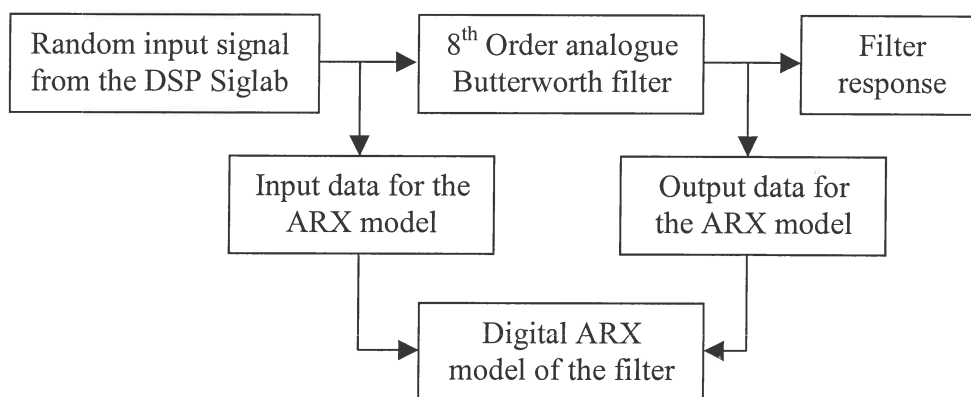 Random input signal
from the DSP Siglab
8th Order analogue
Butterworth filter
Filter
response
Input data for the
ARX model
Output data for
the ARX model
Digital ARX
model of the filter